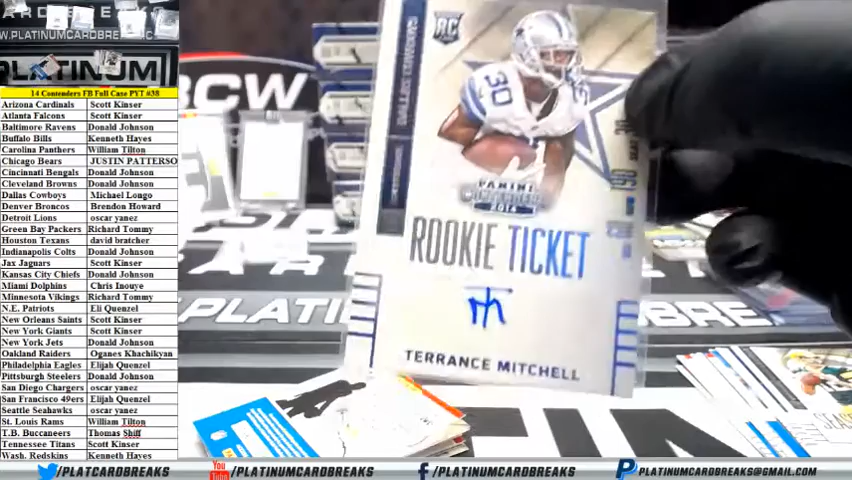 WWW.PLATINUMCARDBREAKS.
PLATINUM
14 Contenders FB Full Case PYT #38
Arizona Cardinals Scott Kinser
Atlanta Falcons Scott Kinser
Baltimore Ravens Donald Johnson
Buffalo Bills Kenneth Hayes
Carolina Panthers William Tilton
Chicago Bears JUSTIN PATTERSO
Cincinnati Bengals Donald Johnson
Cleveland Browns Donald Johnson
Dallas Cowboys Michael Longo
Denver Broncos Brendon Howard
Detroit Lions oscar yanez
Green Bay Packers Richard Tommy
Houston Texans david bratcher
Indianapolis Colts Donald Johnson
Jax Jagnars Scott Kinser
Kansas City Chiefs Donald Johnson
Miami Dolphins Chris Inouye
Minnesota Vikings Richard Tommy
N.E. Patriots Eli Quenzel
New Orleans Saints Scott Kinser
New York Giants Scott Kinser
New York Jets Donald Johnson
Oakland Raiders Oganes Khachikyan
Philadelphia Eagles Elijah Quenzel
Pittsburgh Steelers Donald Johnson
San Diego Chargers oscar yanez
San Francisco 49ers Elijah Quenzel
Seattle Seahawks oscar yanez
St. Louis Rams William Tilton
T.B. Buccaneers Thomas Shiff
Tennessee Titans Scott Kinser
Wash. Redskins Kenneth Hayes
BCW
RC
DALLAS COWBOYS
30
PANINI
CONTENDERS
2014
ROOKIE TICKET
TERRANCE MITCHELL
PLATIN
BRE
/PLATCARDBREAKS
You Tube
/PLATINUMCARDBREAKS
/PLATINUMCARDBREAKS
PLATINUMCARDBREAKS@GMAIL.COM